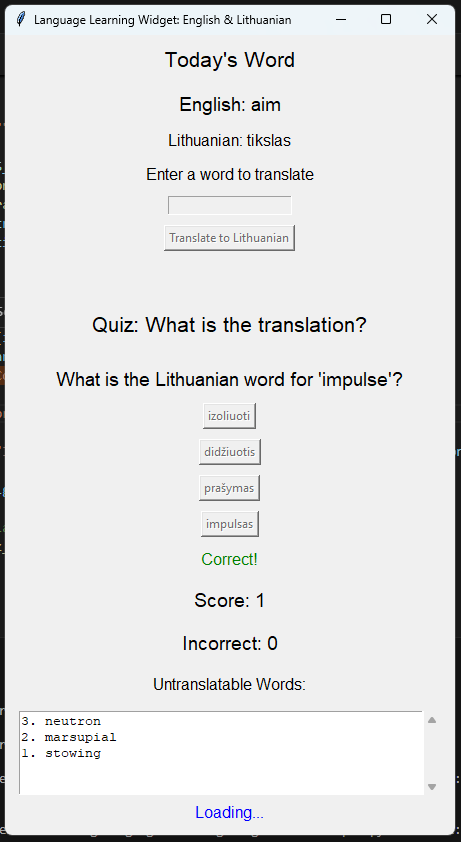 Language Learning Widget: English & Lithuanian
Today's Word
English: aim
Lithuanian: tikslas
Enter a word to translate
Translate to Lithuanian
Quiz: What is the translation?
What is the Lithuanian word for 'impulse'?
izoliuoti
didžiuotis
prašymas
impulsas
Correct!
Score: 1
Incorrect: 0
Untranslatable Words:
3. neutron
2. marsupial
1. stowing
Loading...